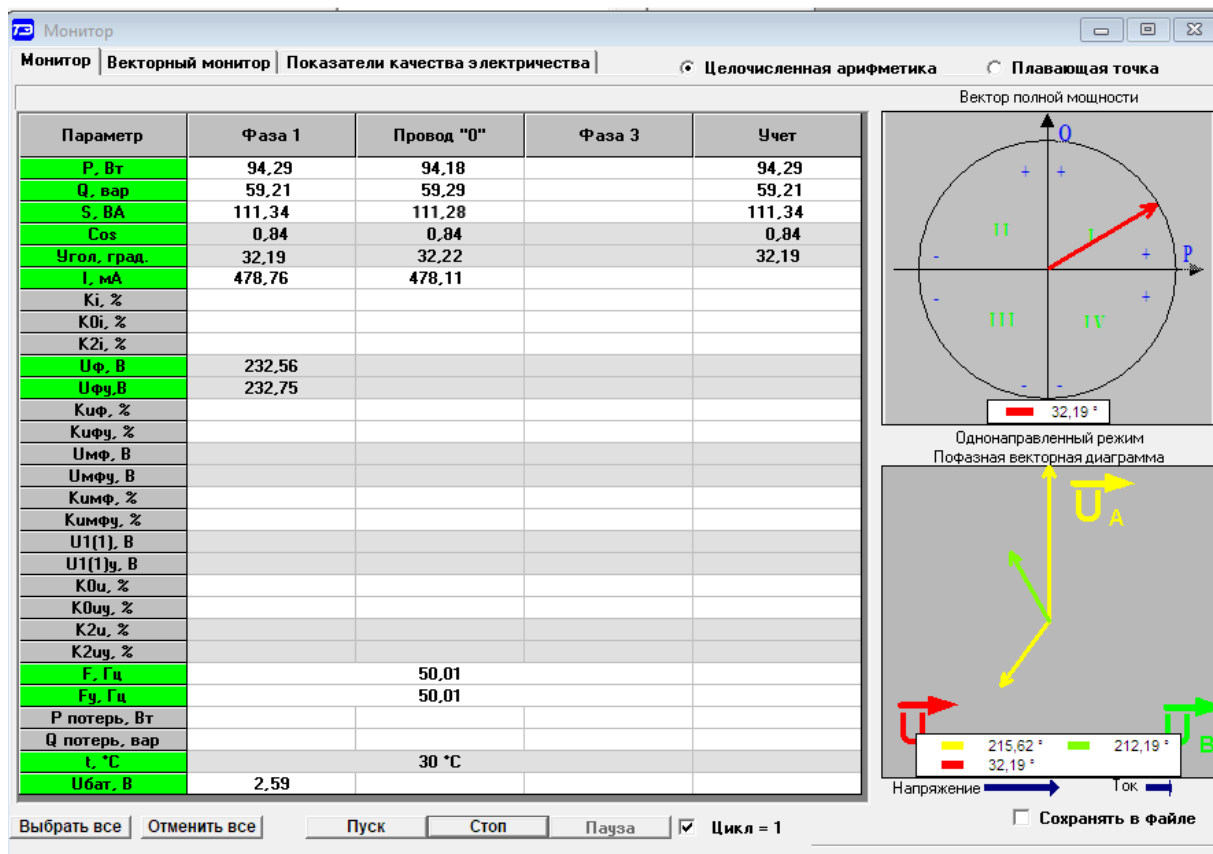 ТЭ Монитор
Монитор Векторный монитор Показатели качества электричества Целочисленная арифметика Плавающая точка
Вектор полной мощности
Параметр Фаза 1 Провод "0" Фаза 3 Учет
P, Вт 94,29 94,18 94,29
Q, вар 59,21 59,29 59,21
S, ВА 111,34 111,28 111,34
Cos 0,84 0,84 0,84
Угол, град. 32,19 32,22 32,19
I, мА 478,76 478,11
Ki, %
K0i, %
K2i, %
Uф, В 232,56
Uфу,В 232,75
Kuф, %
Kuфу, %
Uмф, В
Uмфу, В
Kuмф, %
Kuмфу, %
U1(1), В
U1(1)у, В
K0u, %
K0uy, %
K2u, %
K2uy, %
F, Гц 50,01
Fу, Гц 50,01
P потерь, Вт
Q потерь, вар
t, °C 30 °C
Uбат, В 2,59
Q
+ +
II I
- + P
- +
III IV
- -
32,19 °
Однонаправленный режим
Пофазная векторная диаграмма
U A
U U B
215,62 ° 212,19 °
32,19 °
Напряжение Ток
Выбрать все Отменить все Пуск Стоп Пауза Цикл = 1
Сохранять в файле